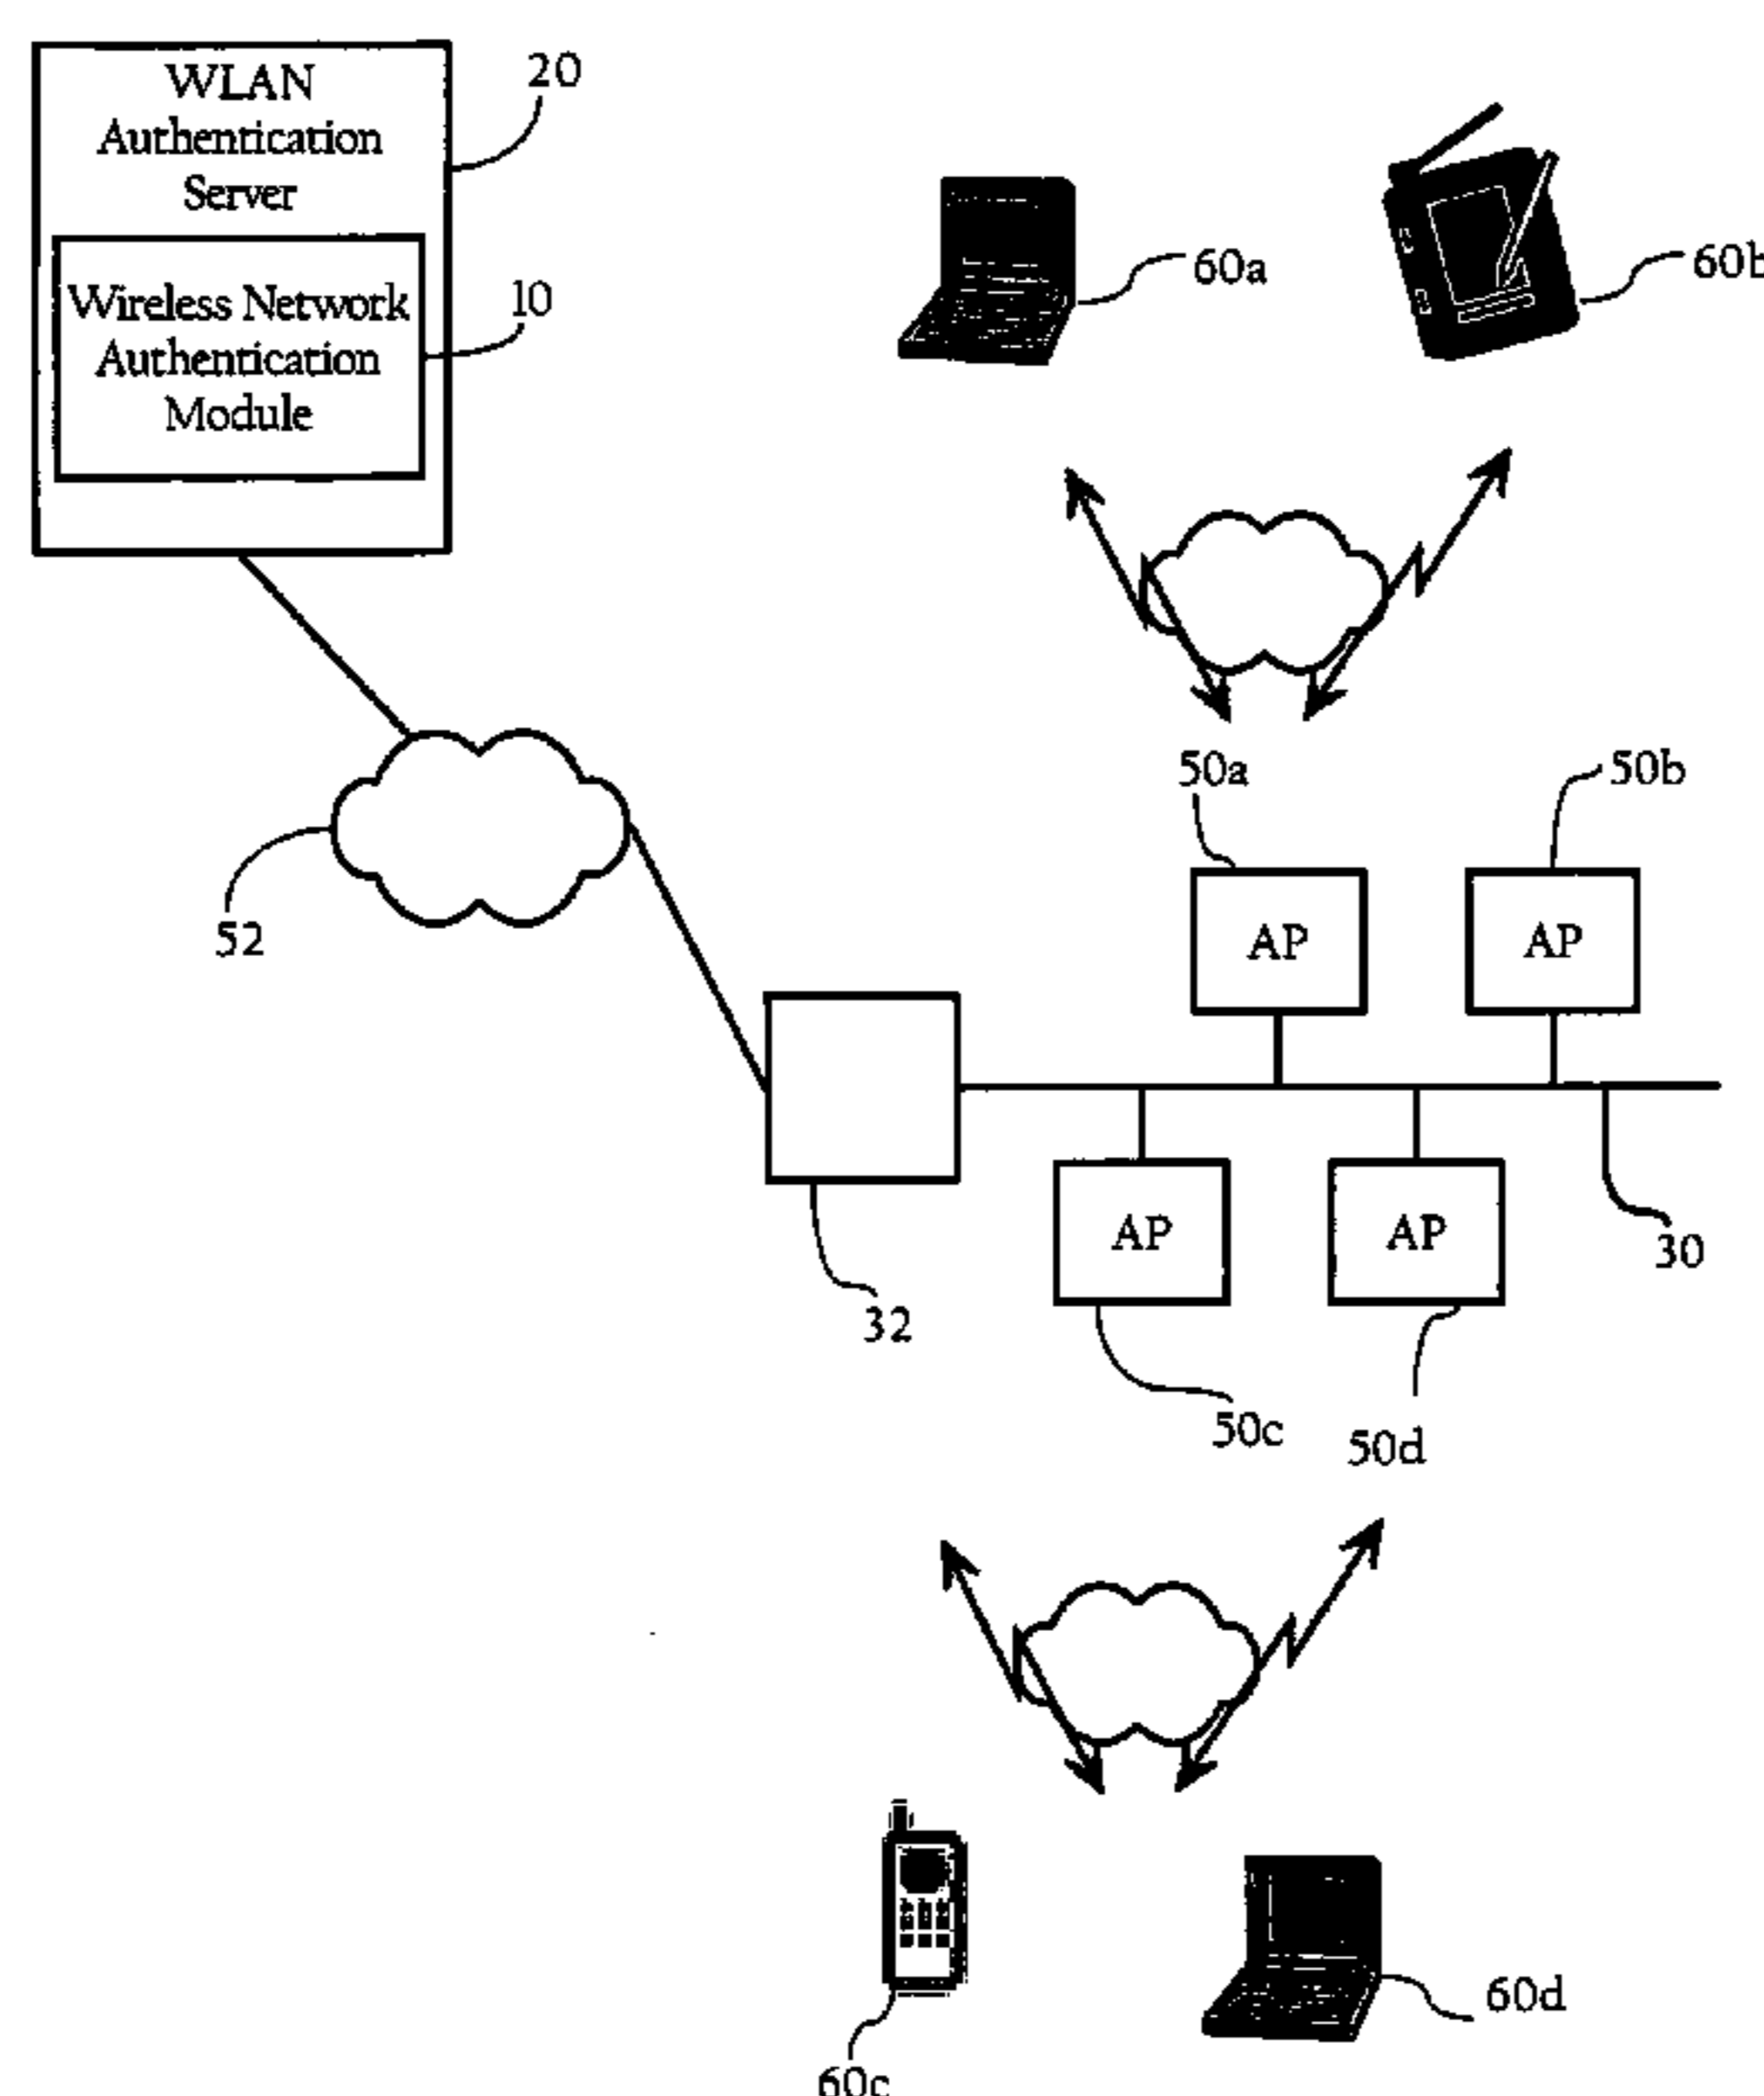 WLAN
Authentication
Server
20
Wireless Network
Authentication
Module
10
60a
60b
52
50a
50b
AP
AP
AP
AP
30
32
50c
50d
60c
60d